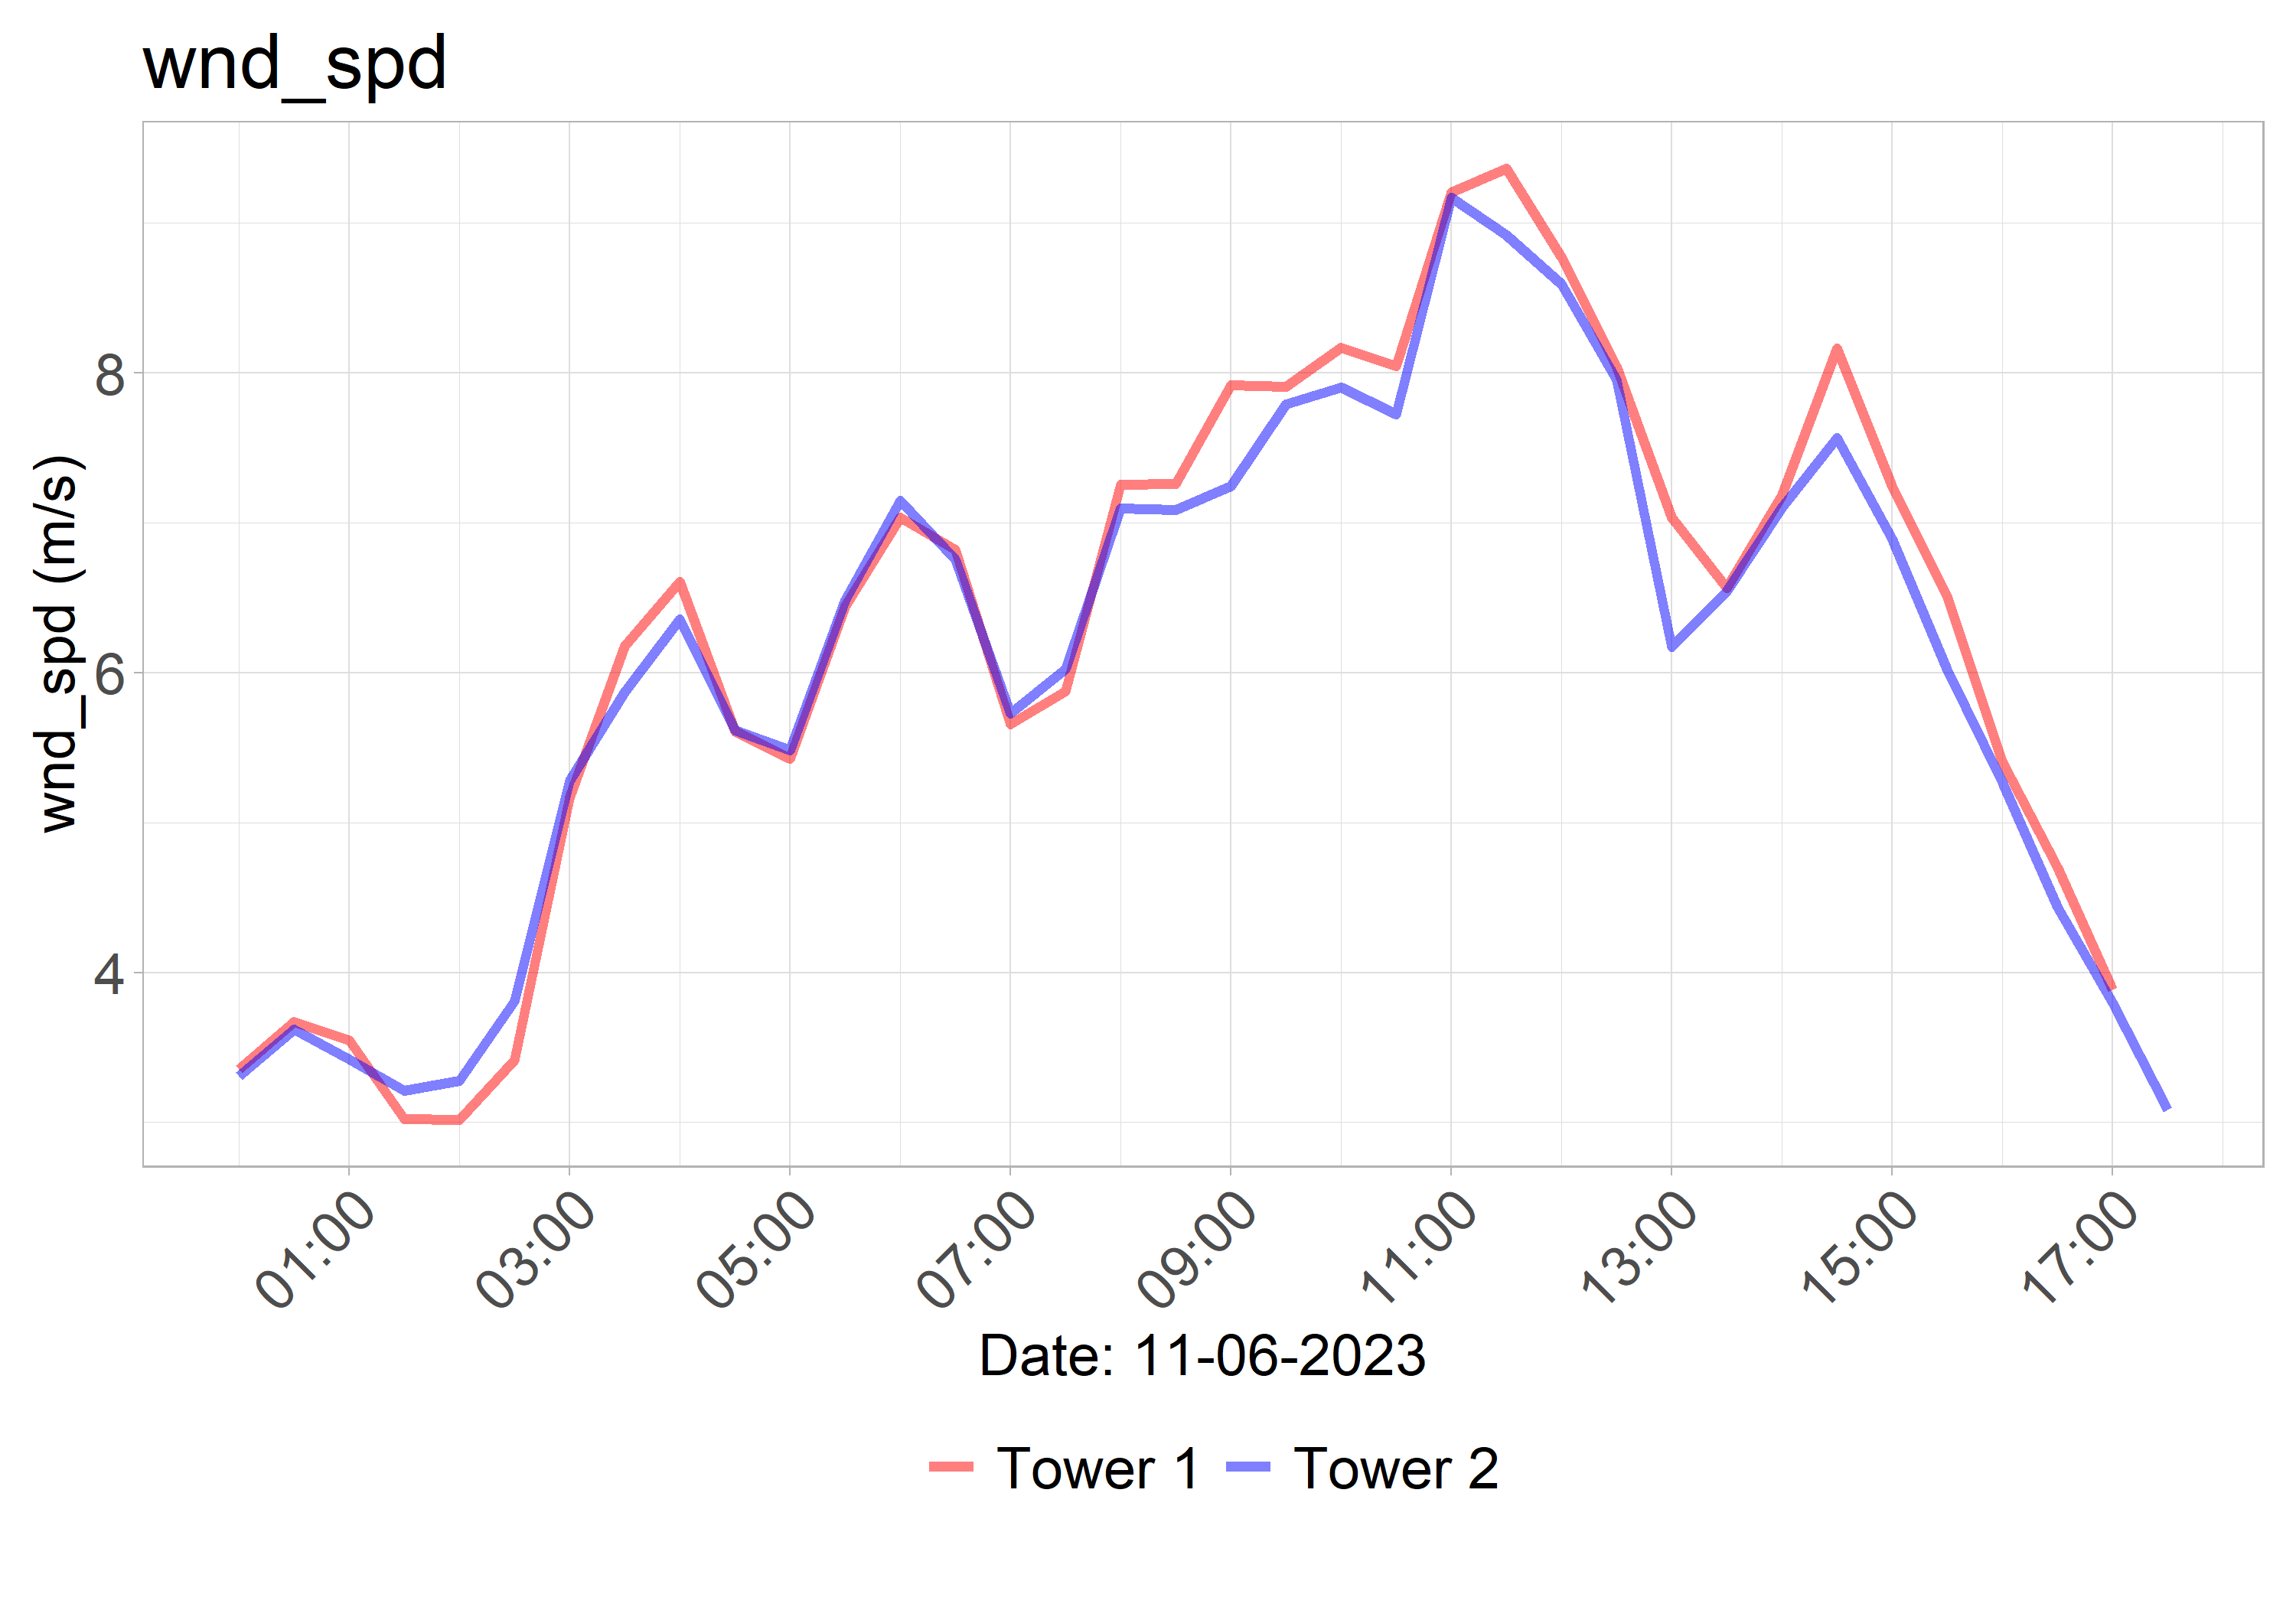 wnd_spd
wnd_spd (m/s)
8
6
4
01:00 03:00 05:00 07:00 09:00 11:00 13:00 15:00 17:00
Date: 11-06-2023
Tower 1 Tower 2